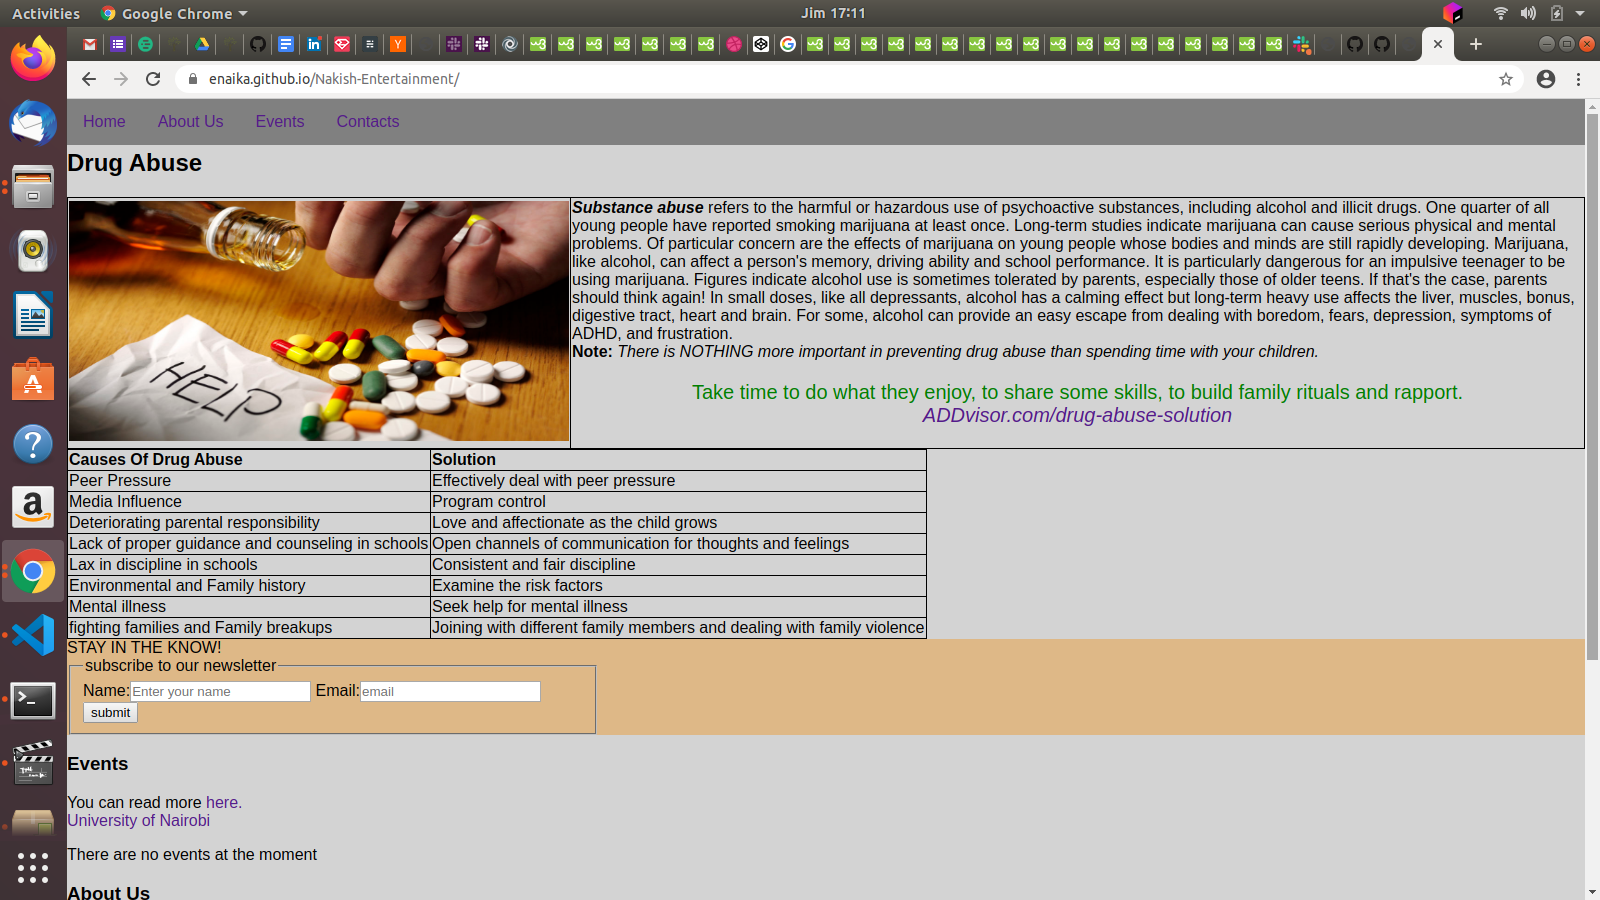 Activities
Google Chrome
Jim 17:11
enaika.github.io/Nakish-Entertainment/
Home About Us Events Contacts
Drug Abuse
HELP
Substance abuse refers to the harmful or hazardous use of psychoactive substances, including alcohol and illicit drugs. One quarter of all
young people have reported smoking marijuana at least once. Long-term studies indicate marijuana can cause serious physical and mental
problems. Of particular concern are the effects of marijuana on young people whose bodies and minds are still rapidly developing. Marijuana,
like alcohol, can affect a person's memory, driving ability and school performance. It is particularly dangerous for an impulsive teenager to be
using marijuana. Figures indicate alcohol use is sometimes tolerated by parents, especially those of older teens. If that's the case, parents
should think again! In small doses, like all depressants, alcohol has a calming effect but long-term heavy use affects the liver, muscles, bonus,
digestive tract, heart and brain. For some, alcohol can provide an easy escape from dealing with boredom, fears, depression, symptoms of
ADHD, and frustration.
Note: There is NOTHING more important in preventing drug abuse than spending time with your children.
Take time to do what they enjoy, to share some skills, to build family rituals and rapport.
ADDvisor.com/drug-abuse-solution
Causes Of Drug Abuse Solution
Peer Pressure Effectively deal with peer pressure
Media Influence Program control
Deteriorating parental responsibility Love and affectionate as the child grows
Lack of proper guidance and counseling in schools Open channels of communication for thoughts and feelings
Lax in discipline in schools Consistent and fair discipline
Environmental and Family history Examine the risk factors
Mental illness Seek help for mental illness
fighting families and Family breakups Joining with different family members and dealing with family violence
STAY IN THE KNOW!
subscribe to our newsletter
Name: Enter your name Email: email
submit
Events
You can read more here.
University of Nairobi
There are no events at the moment
About Us